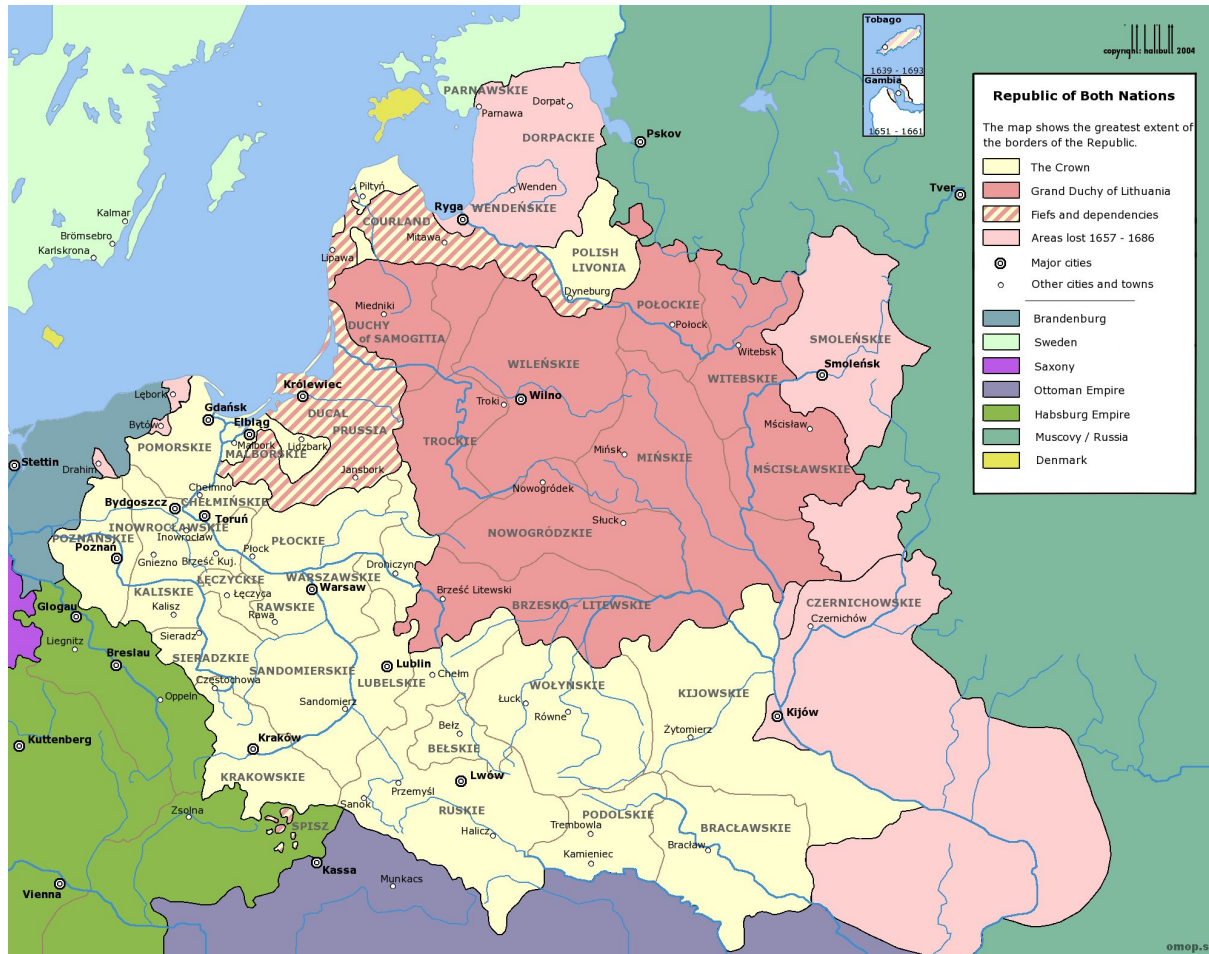 Tobago
1639 - 1693
Gambia
1651 - 1661
copyright: halibutt 2004
Republic of Both Nations
The map shows the greatest extent of
the borders of the Republic.
The Crown
Grand Duchy of Lithuania
Fiefs and dependencies
Areas lost 1657 - 1686
Major cities
Other cities and towns
Brandenburg
Sweden
Saxony
Ottoman Empire
Habsburg Empire
Muscovy / Russia
Denmark
PARNAWSKIE
Parnawa
Dorpat
DORPACKIE
Pskov
Tver
Piltyń
Wenden
Ryga
WENDEŃSKIE
Kalmar
COURLAND
Mitawa
Brömsebro
Karlskrona
Lipawa
POLISH
LIVONIA
Dyneburg
Miedniki
DUCHY
of SAMOGITIA
POŁOCKIE
Połock
Witebsk
SMOLEŃSKIE
WILEŃSKIE
WITEBSKIE
Smoleńsk
Królewiec
Lębork
Wilno
Troki
Gdańsk
Elbląg
DUCAL
PRUSSIA
Bytów
Malbork
Lidzbark
MALBORSKIE
POMORSKIE
TROCKIE
Mścisław
Mińsk
MIŃSKIE
MŚCISŁAWSKIE
Stettin
Drahim
Jansbork
Chełmno
CHEŁMIŃSKIE
Nowogródek
Bydgoszcz
Toruń
INOWROCŁAWSKIE
Inowrocław
POZNAŃSKIE
Poznań
Słuck
NOWOGRÓDZKIE
PŁOCKIE
Płock
Gniezno
Brześć Kuj.
Drohiczyn
ŁĘCZYCKIE
WARSZAWSKIE
Warsaw
KALISKIE
Łęczyca
Kalisz
RAWSKIE
Rawa
Brześć Litewski
BRZESKO - LITEWSKIE
CZERNICHOWSKIE
Czernichów
Glogau
Liegnitz
Sieradz
Breslau
SIERADZKIE
SANDOMIERSKIE
Lublin
LUBELSKIE
Chełm
Częstochowa
Oppeln
Sandomierz
WOŁYŃSKIE
Łuck
Równe
KIJOWSKIE
Kijów
Żytomierz
Kuttenberg
Kraków
Bełz
BEŁSKIE
KRAKOWSKIE
Lwów
Przemyśl
Sanok
Zsolna
SPISZ
RUSKIE
Halicz
PODOLSKIE
Trembowla
BRACŁAWSKIE
Bracław
Kamieniec
Kassa
Munkacs
Vienna
omop.s